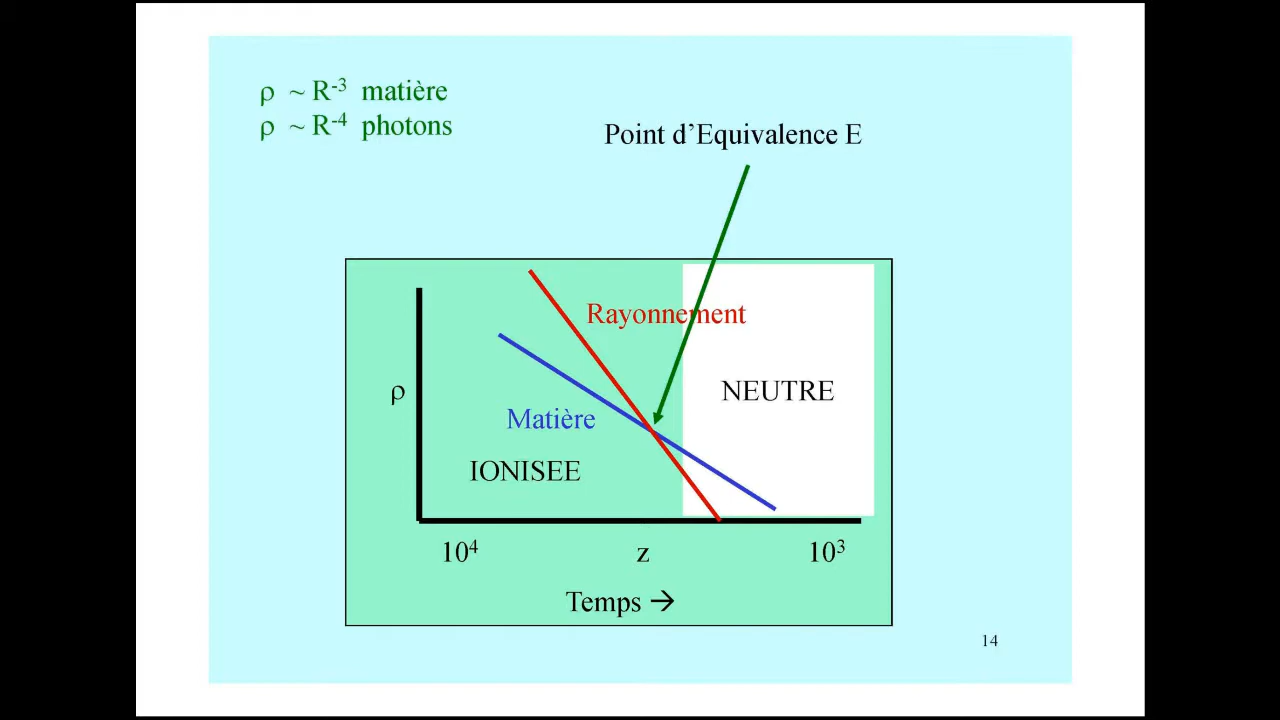 ρ ~ R⁻³ matière
ρ ~ R⁻⁴ photons
Point d’Equivalence E
Rayonnement
ρ
NEUTRE
Matière
IONISEE
10⁴ z 10³
Temps →
14